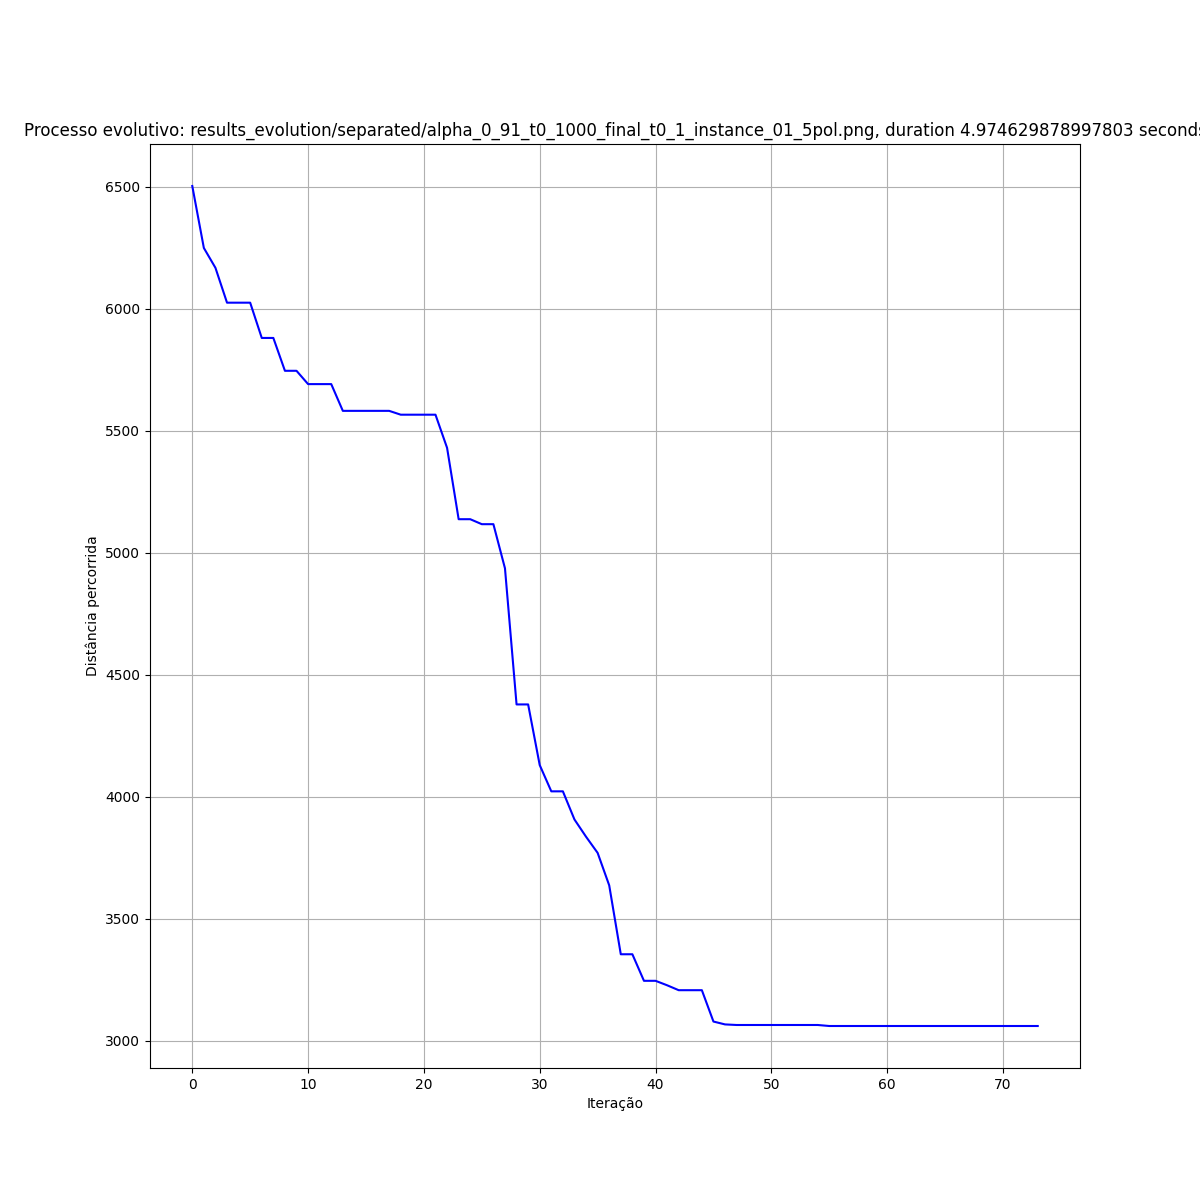 Processo evolutivo: results_evolution/separated/alpha_0_91_t0_1000_final_t0_1_instance_01_5pol.png, duration 4.974629878997803 seconds
6500
6000
5500
5000
4500
4000
3500
3000
Distância percorrida
0 10 20 30 40 50 60 70
Iteração